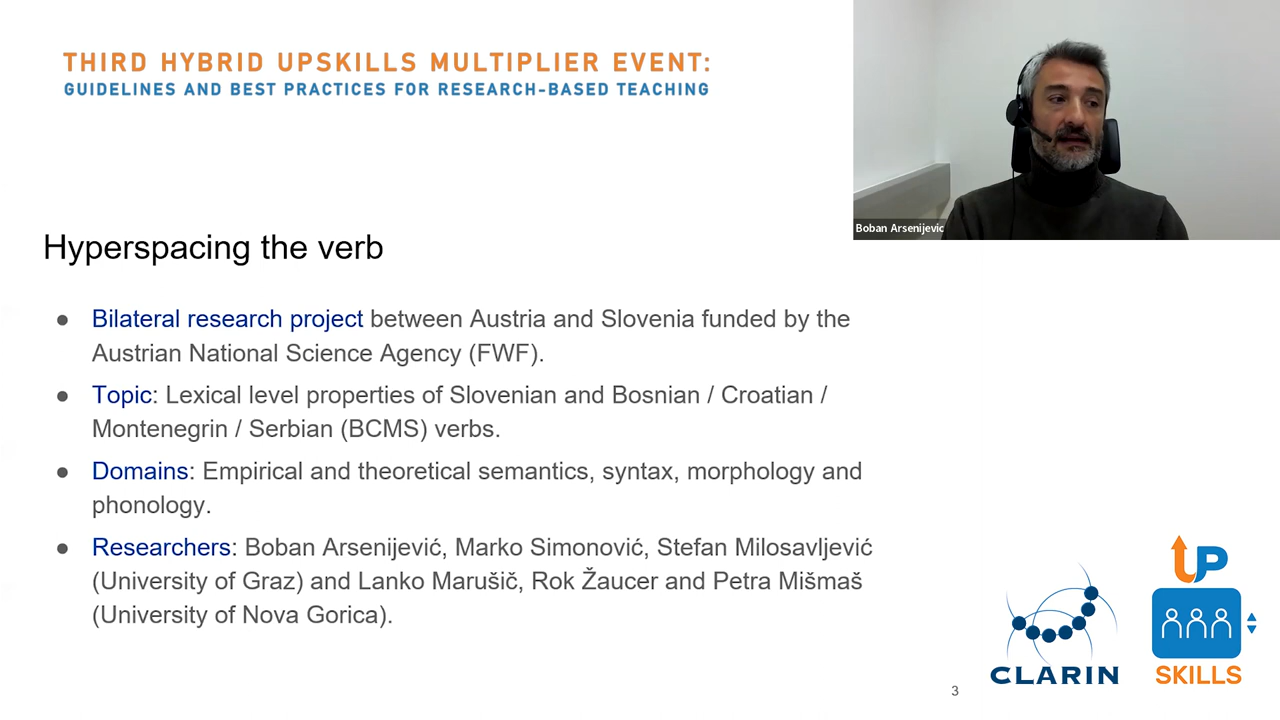 THIRD HYBRID UPSKILLS MULTIPLIER EVENT:
GUIDELINES AND BEST PRACTICES FOR RESEARCH-BASED TEACHING
Boban Arsenijevic
Hyperspacing the verb
● Bilateral research project between Austria and Slovenia funded by the
Austrian National Science Agency (FWF).
● Topic: Lexical level properties of Slovenian and Bosnian / Croatian /
Montenegrin / Serbian (BCMS) verbs.
● Domains: Empirical and theoretical semantics, syntax, morphology and
phonology.
● Researchers: Boban Arsenijević, Marko Simonović, Stefan Milosavljević
(University of Graz) and Lanko Marušič, Rok Žaucer and Petra Mišmaš
(University of Nova Gorica).
CLARIN
UP
SKILLS
3